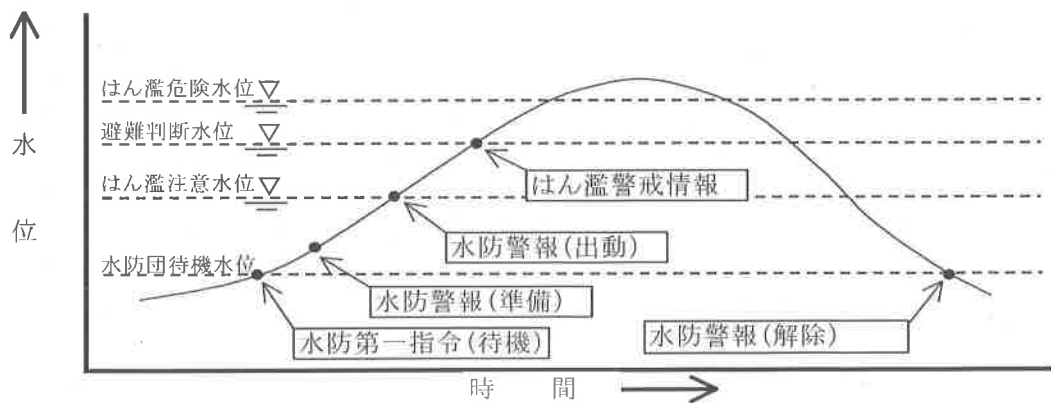 はん濫危険水位
避難判断水位
はん濫注意水位
水防団待機水位
はん濫警戒情報
水防警報(出動)
水防警報(準備)
水防第一指令(待機)
水防警報(解除)
水位
時間